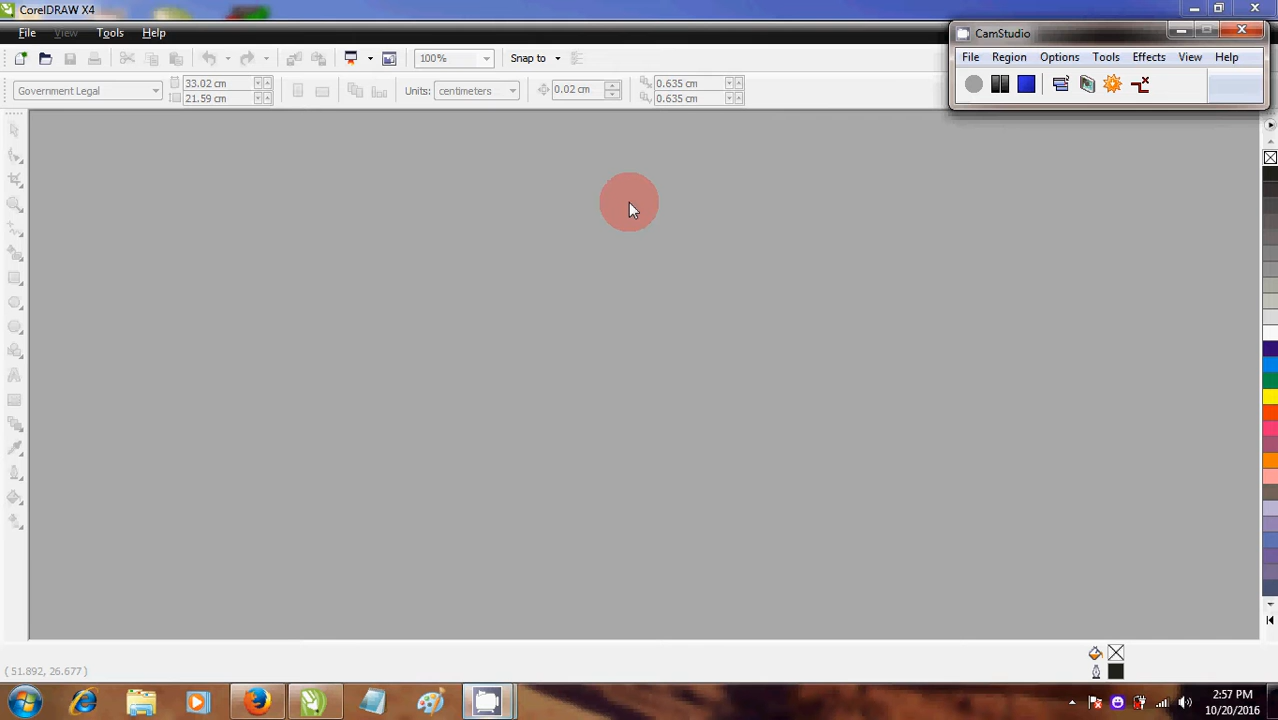 CorelDRAW X4
File View Tools Help
CamStudio
File Region Options Tools Effects View Help
100% Snap to
Government Legal 33.02 cm 21.59 cm Units: centimeters 0.02 cm 0.635 cm 0.635 cm
( 51.892, 26.677 )
2:57 PM
10/20/2016